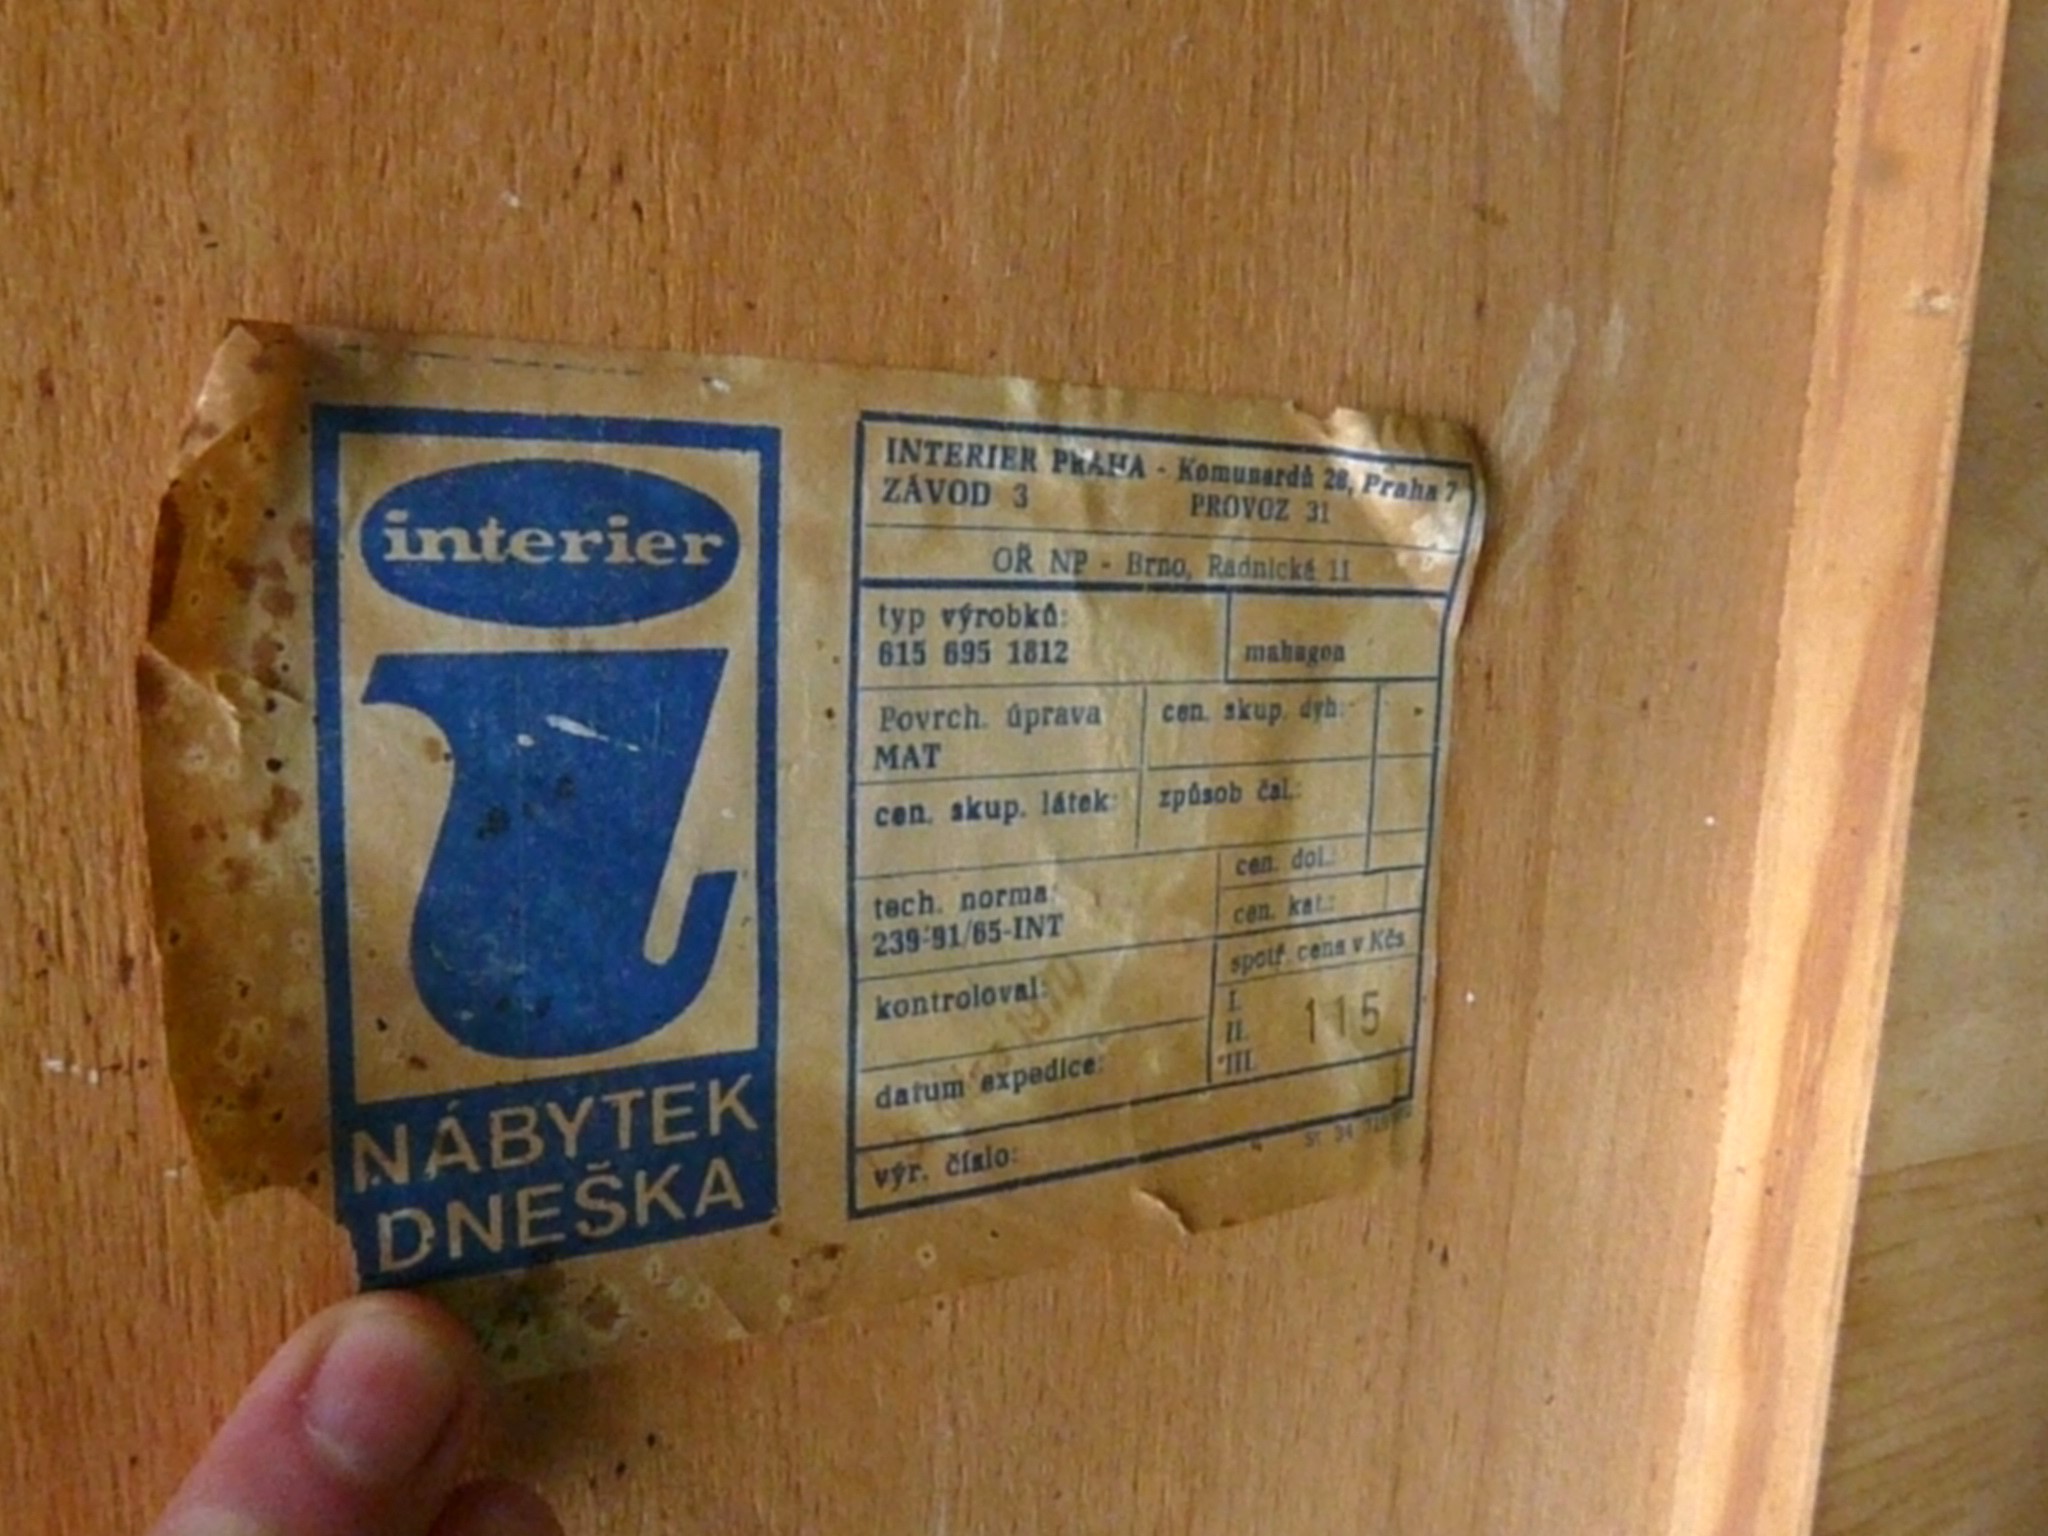 interier
NÁBYTEK
DNEŠKA
INTERIER PRAHA - Komunardů 28, Praha 7
ZÁVOD 3 PROVOZ 31
OŘ NP - Brno, Radnická 11
typ výrobků:
615 695 1812
mahagon
Povrch. úprava
MAT
cen. skup. dýh:
cen. skup. látek:
způsob čal.:
cen. dol.:
tech. norma:
239-91/65-INT
cen. kat.:
spotř. cena v Kčs
kontroloval:
I.
II. 115
III.
datum expedice:
1970
výr. číslo: